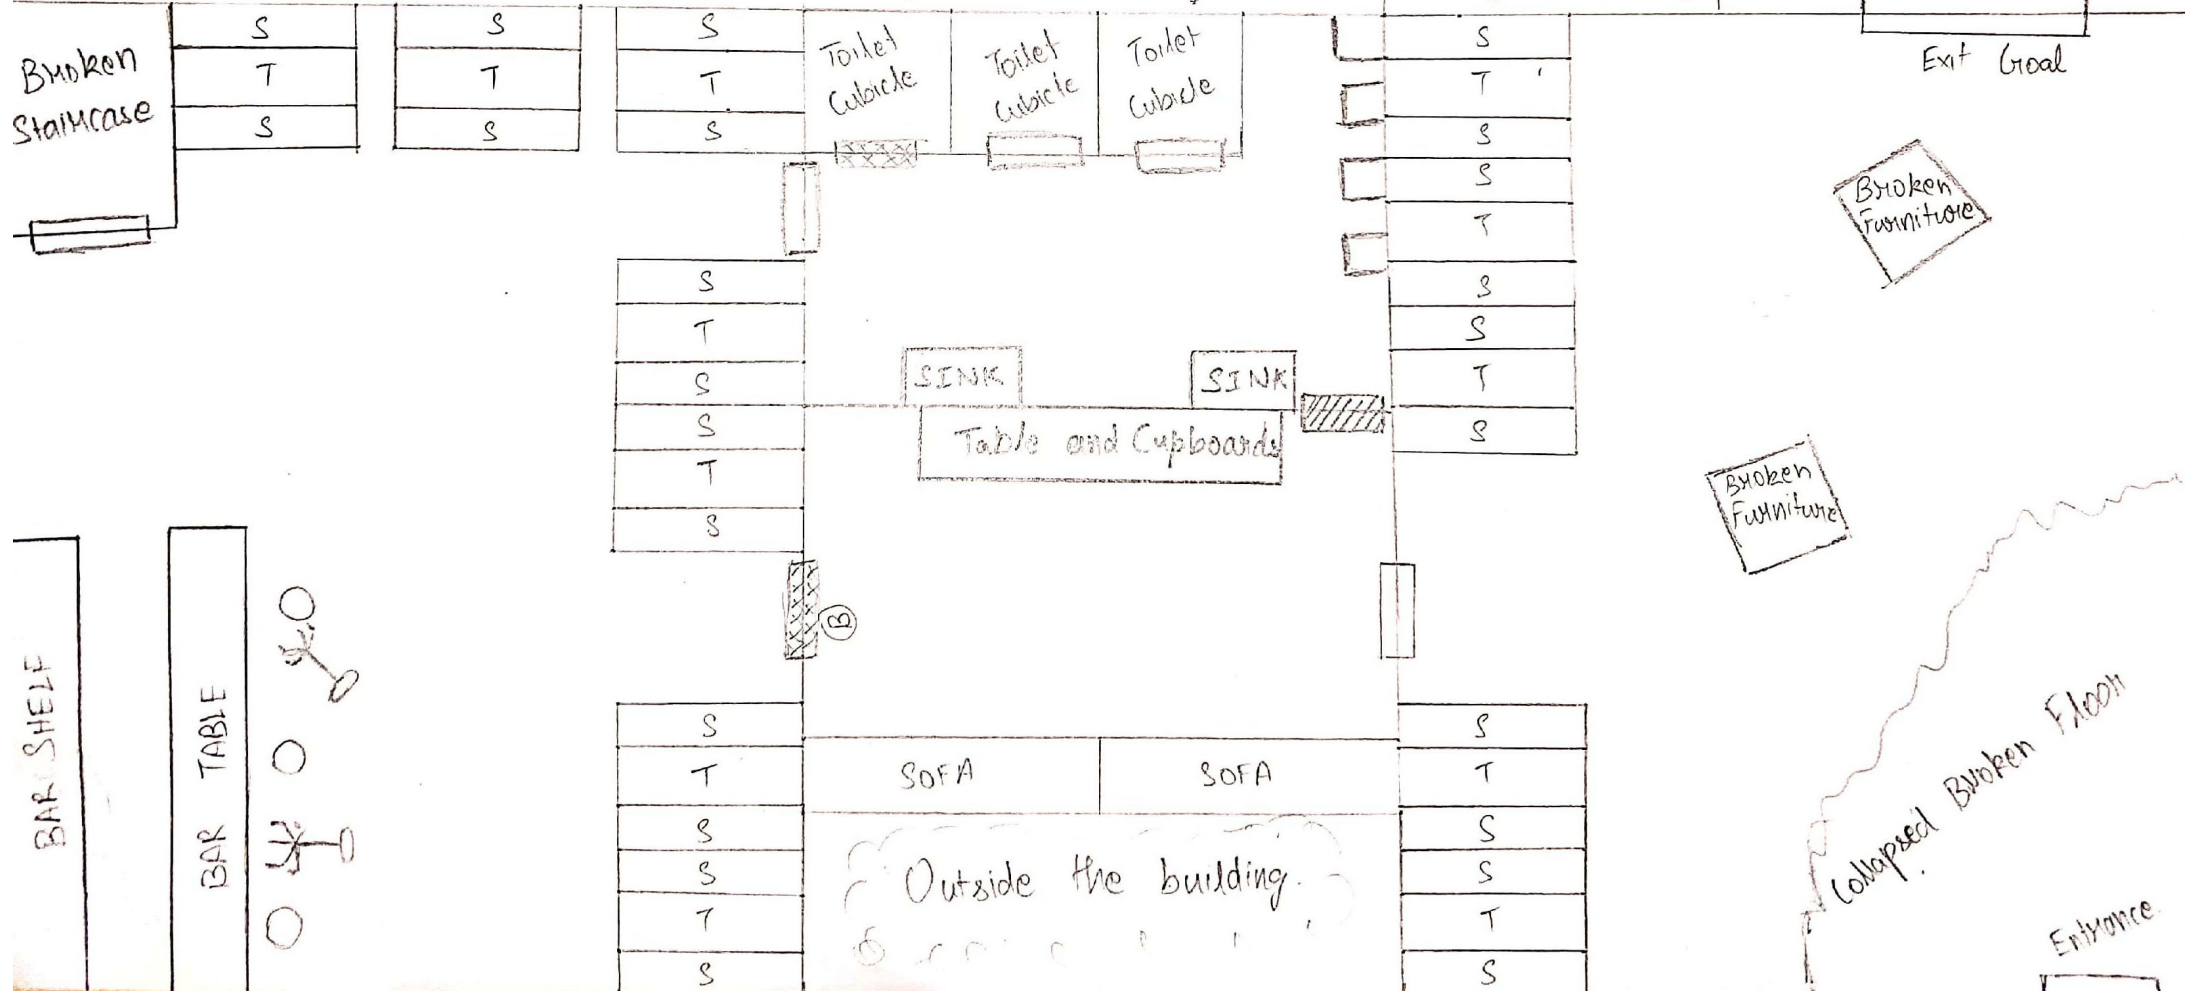 Broken
Staircase
S
T
S
S
T
S
S
T
S
Toilet
Cubicle
Toilet
Cubicle
Toilet
Cubicle
S
T
S
S
T
S
S
T
S
Exit Goal
Broken
Furniture
S
T
S
S
T
S
SINK
SINK
Table and Cupboards
Broken
Furniture
B
BAR SHELF
BAR TABLE
S
T
S
S
T
S
SOFA
SOFA
Outside the building.
S
T
S
S
T
S
Collapsed Broken Floor
Entrance